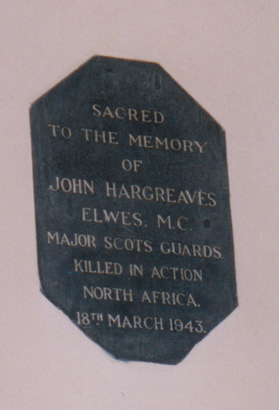 SACRED
TO THE MEMORY
OF
JOHN HARGREAVES
ELWES. M.C
MAJOR SCOTS GUARDS.
KILLED IN ACTION
NORTH AFRICA.
18TH MARCH 1943.